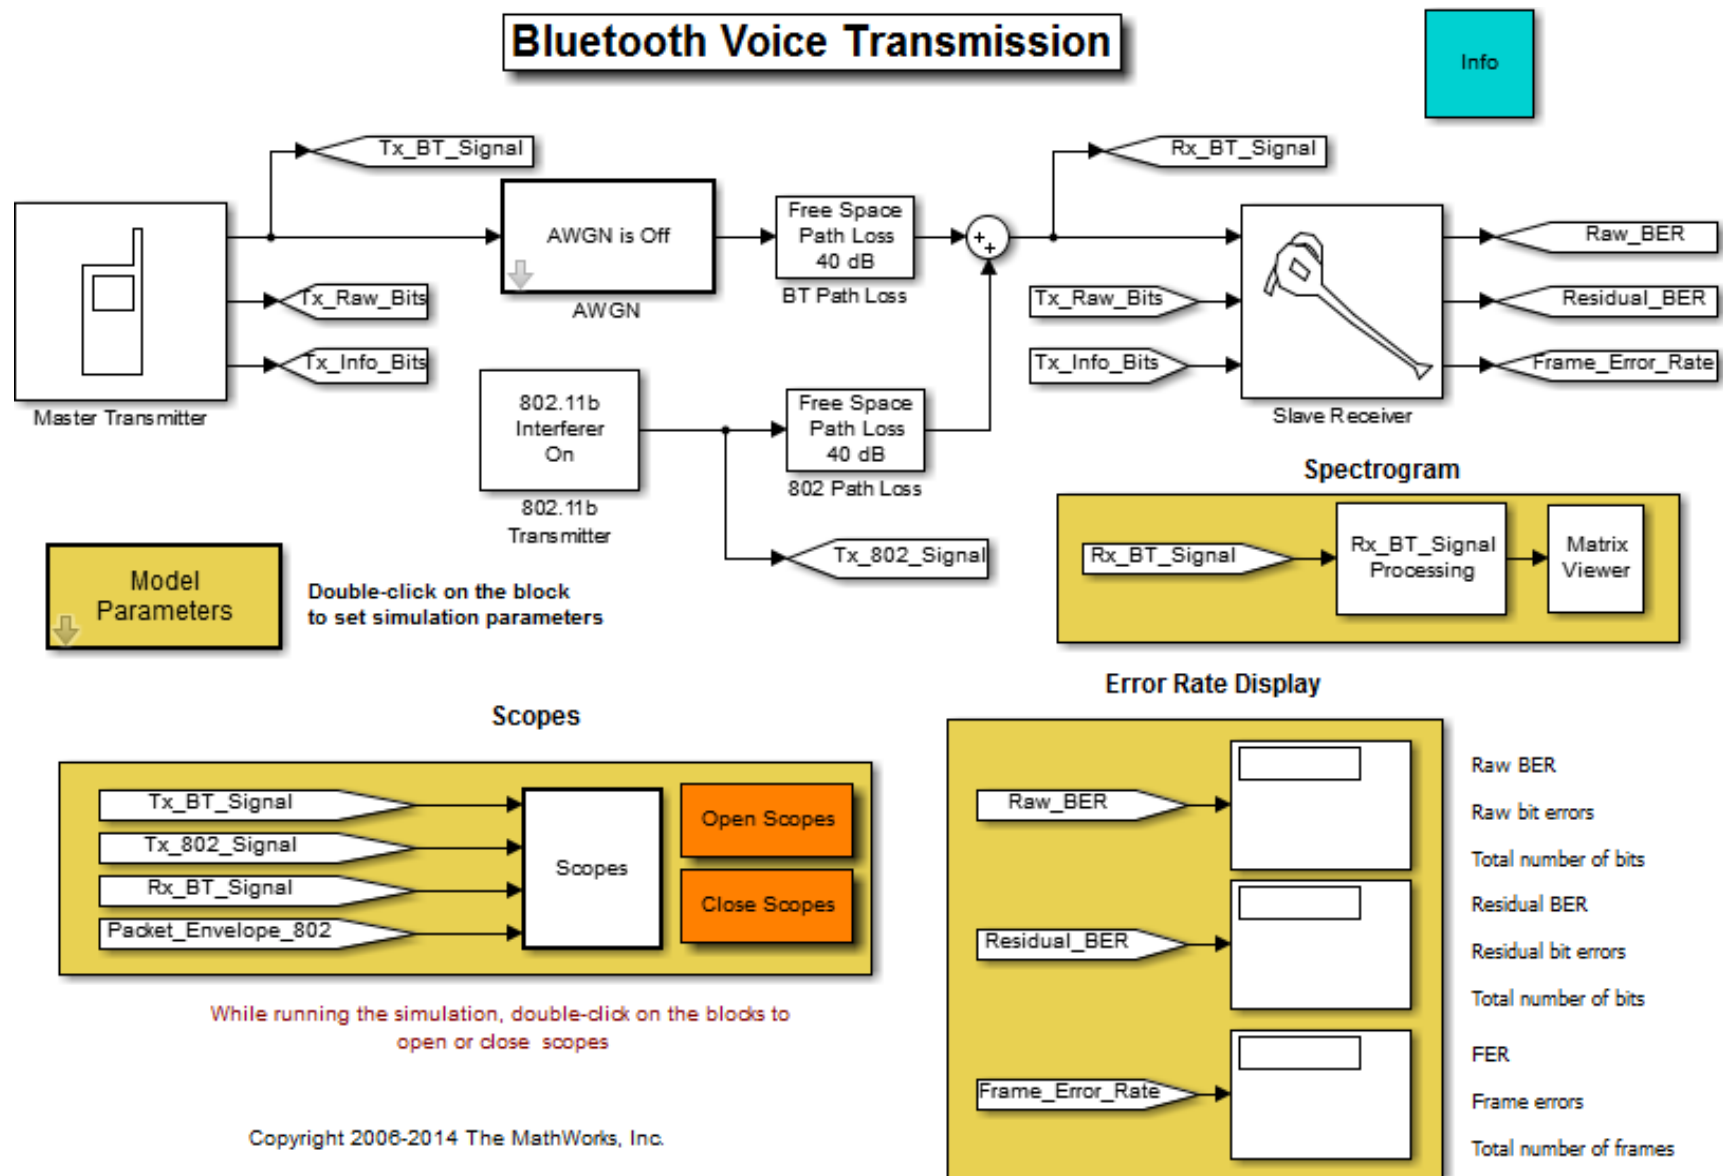 Bluetooth Voice Transmission
Info
Tx_BT_Signal
Rx_BT_Signal
AWGN is Off
AWGN
Free Space
Path Loss
40 dB
BT Path Loss
Tx_Raw_Bits
Tx_Info_Bits
Master Transmitter
Tx_Raw_Bits
Tx_Info_Bits
Raw_BER
Residual_BER
Frame_Error_Rate
Slave Receiver
802.11b
Interferer
On
802.11b
Transmitter
Free Space
Path Loss
40 dB
802 Path Loss
Tx_802_Signal
Spectrogram
Rx_BT_Signal
Rx_BT_Signal
Processing
Matrix
Viewer
Model
Parameters
Double-click on the block
to set simulation parameters
Scopes
Tx_BT_Signal
Tx_802_Signal
Rx_BT_Signal
Packet_Envelope_802
Scopes
Open Scopes
Close Scopes
While running the simulation, double-click on the blocks to
open or close scopes
Copyright 2006-2014 The MathWorks, Inc.
Error Rate Display
Raw_BER
Raw BER
Raw bit errors
Total number of bits
Residual_BER
Residual BER
Residual bit errors
Total number of bits
Frame_Error_Rate
FER
Frame errors
Total number of frames